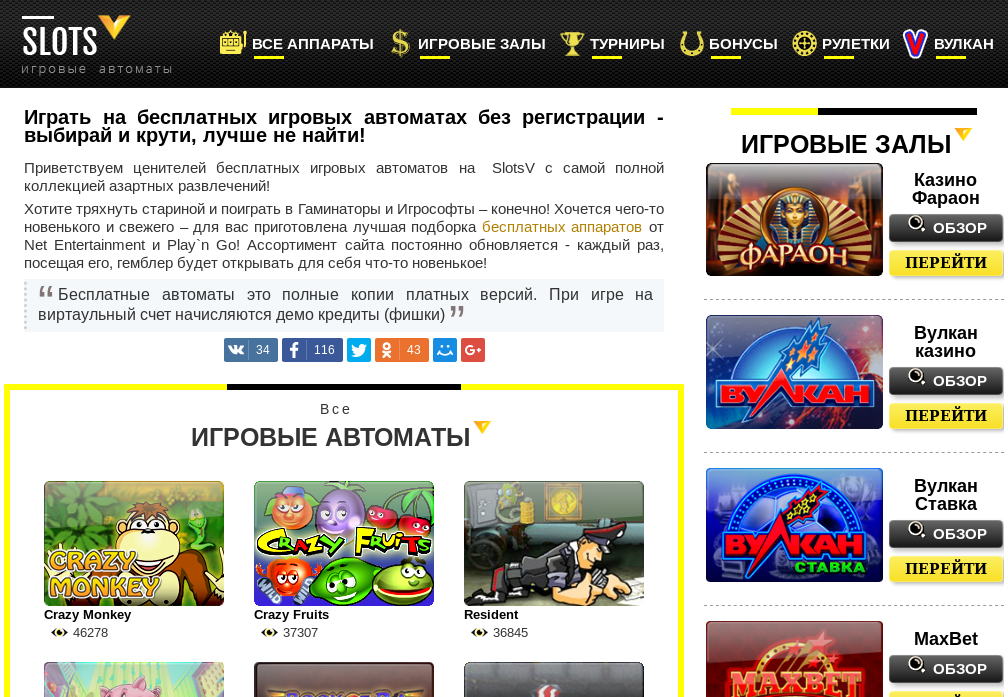 SLOTS
игровые автоматы
ВСЕ АППАРАТЫ
ИГРОВЫЕ ЗАЛЫ
ТУРНИРЫ
БОНУСЫ
РУЛЕТКИ
ВУЛКАН
Играть на бесплатных игровых автоматах без регистрации -
выбирай и крути, лучше не найти!
Приветствуем ценителей бесплатных игровых автоматов на SlotsV с самой полной
коллекцией азартных развлечений!
Хотите тряхнуть стариной и поиграть в Гаминаторы и Игрософты – конечно! Хочется чего-то
новенького и свежего – для вас приготовлена лучшая подборка бесплатных аппаратов от
Net Entertainment и Play`n Go! Ассортимент сайта постоянно обновляется - каждый раз,
посещая его, гемблер будет открывать для себя что-то новенькое!
“ Бесплатные автоматы это полные копии платных версий. При игре на
виртаульный счет начисляются демо кредиты (фишки) ”
34
116
43
G+
Все
ИГРОВЫЕ АВТОМАТЫ
CRAZY
MONKEY
CRAZY FRUITS
WILD WILD
Crazy Monkey
Crazy Fruits
Resident
46278
37307
36845
ИГРОВЫЕ ЗАЛЫ
ФАРАОН
Казино
Фараон
ОБЗОР
ПЕРЕЙТИ
ВУЛКАН
Вулкан
казино
ОБЗОР
ПЕРЕЙТИ
ВУЛКАН
СТАВКА
Вулкан
Ставка
ОБЗОР
ПЕРЕЙТИ
MAXBET
MaxBet
ОБЗОР